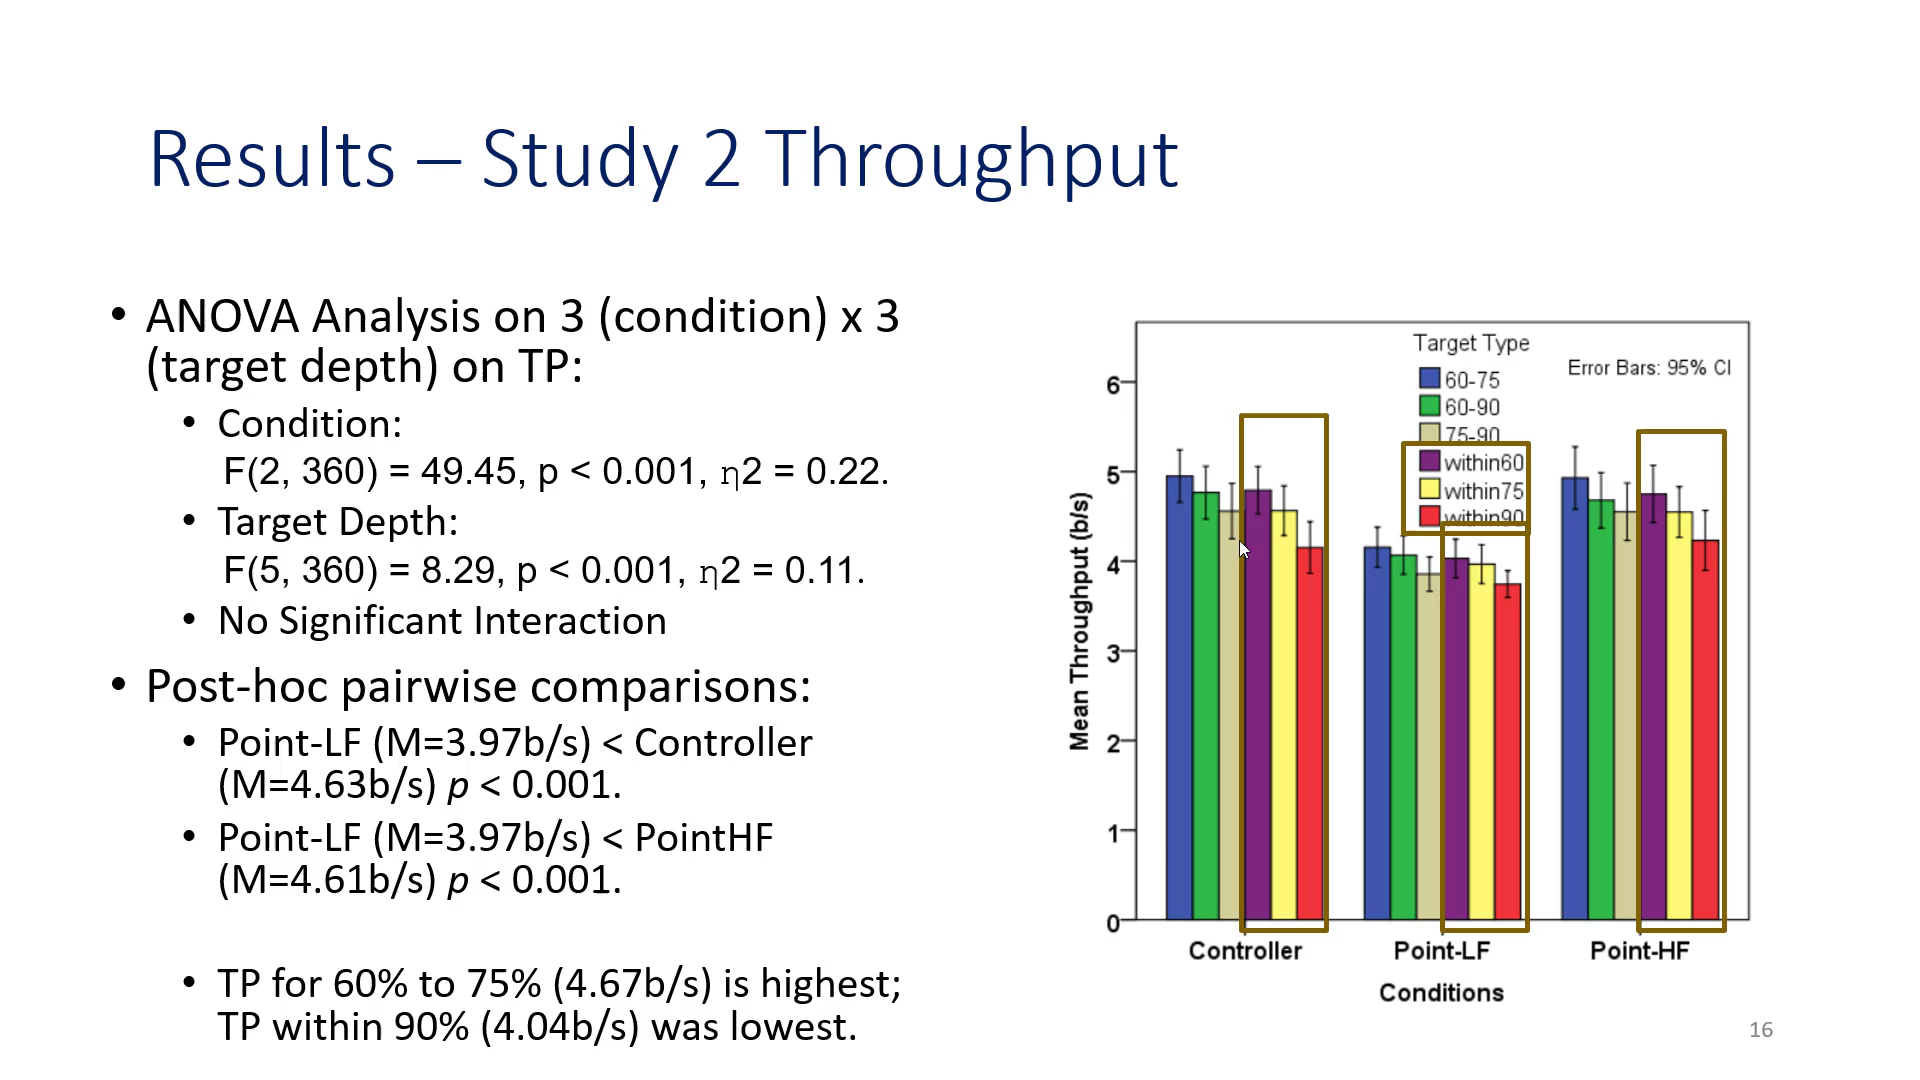 Results – Study 2 Throughput
• ANOVA Analysis on 3 (condition) x 3
(target depth) on TP:
• Condition:
F(2, 360) = 49.45, p < 0.001, η2 = 0.22.
• Target Depth:
F(5, 360) = 8.29, p < 0.001, η2 = 0.11.
• No Significant Interaction
• Post-hoc pairwise comparisons:
• Point-LF (M=3.97b/s) < Controller
(M=4.63b/s) p < 0.001.
• Point-LF (M=3.97b/s) < PointHF
(M=4.61b/s) p < 0.001.
• TP for 60% to 75% (4.67b/s) is highest;
TP within 90% (4.04b/s) was lowest.
Target Type
60-75
60-90
75-90
within60
within75
within90
Error Bars: 95% CI
Mean Throughput (b/s)
6
5
4
3
2
1
0
Controller
Point-LF
Point-HF
Conditions
16